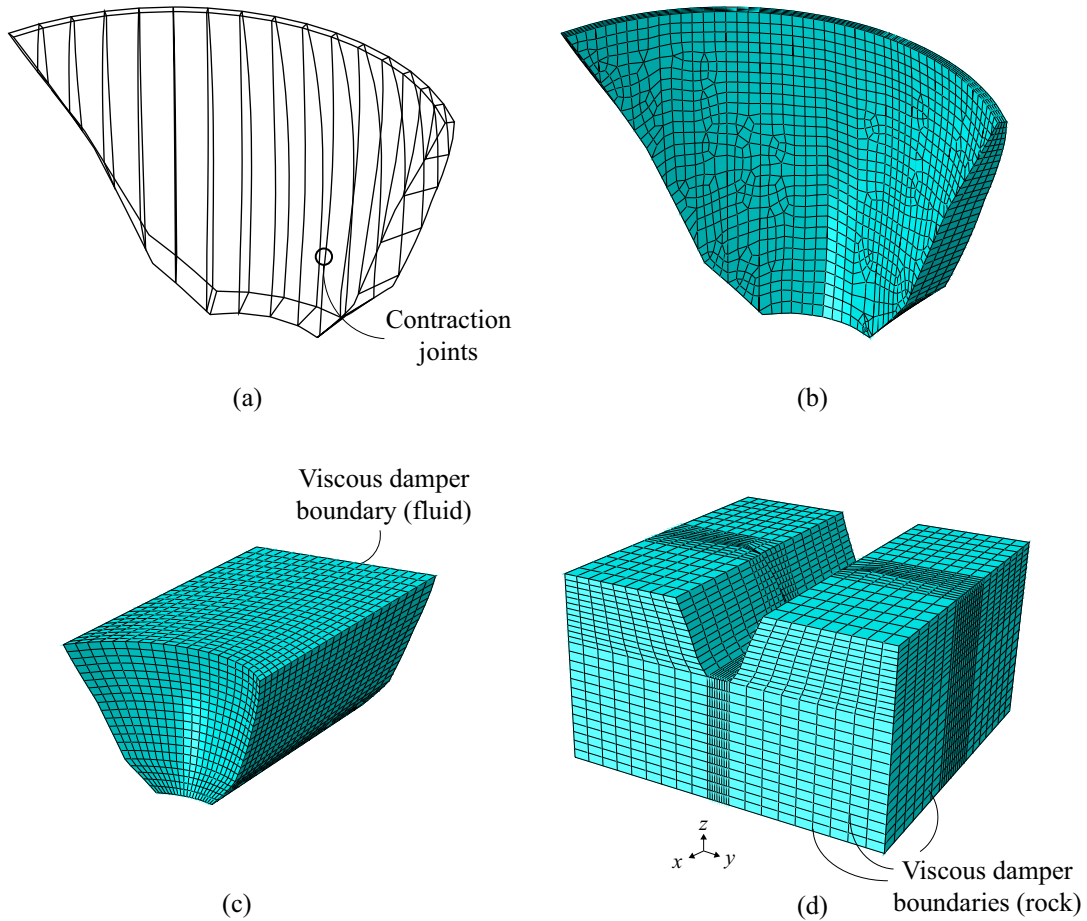 Contraction
joints
(a)
(b)
Viscous damper
boundary (fluid)
(c)
z
x
y
(d)
Viscous damper
boundaries (rock)